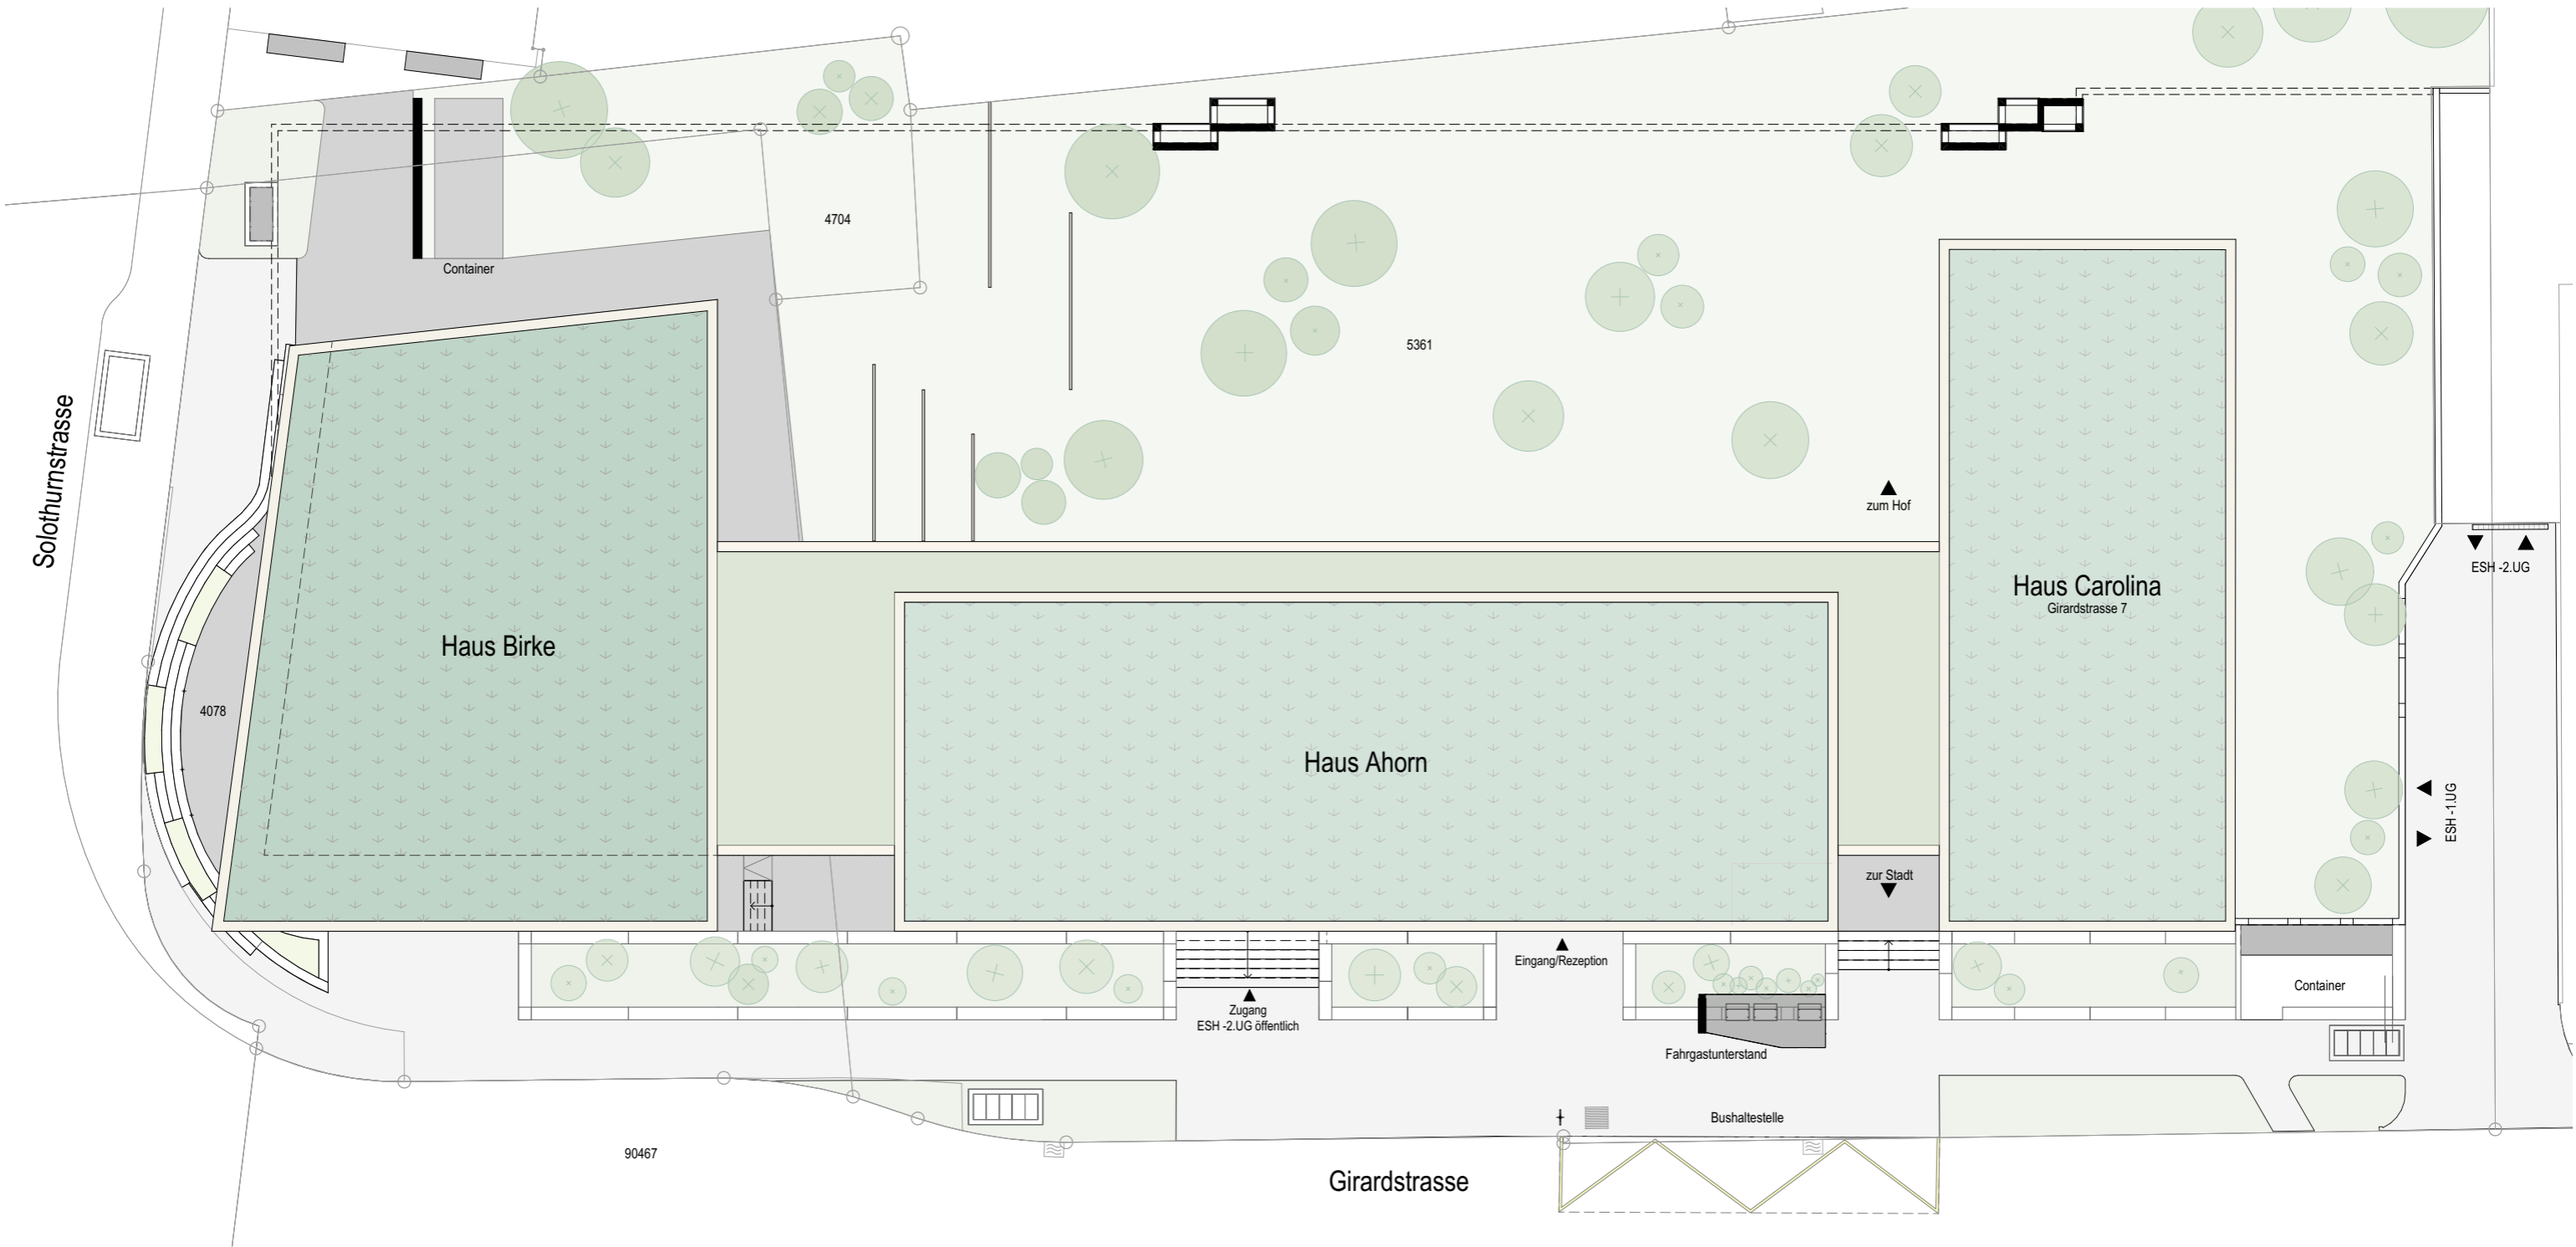 4704
Container
5361
Solothurnstrasse
zum Hof
ESH -2.UG
Haus Carolina
Girardstrasse 7
Haus Birke
4078
Haus Ahorn
ESH -1.UG
zur Stadt
Eingang/Rezeption
Container
Zugang
ESH -2.UG öffentlich
Fahrgastunterstand
Bushaltestelle
90467
Girardstrasse